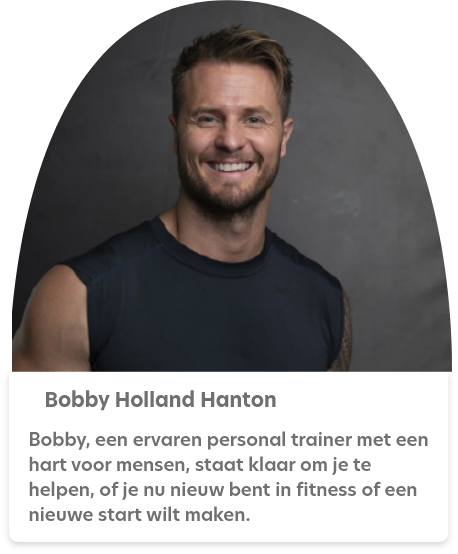 Bobby Holland Hanton
Bobby, een ervaren personal trainer met een
hart voor mensen, staat klaar om je te
helpen, of je nu nieuw bent in fitness of een
nieuwe start wilt maken.